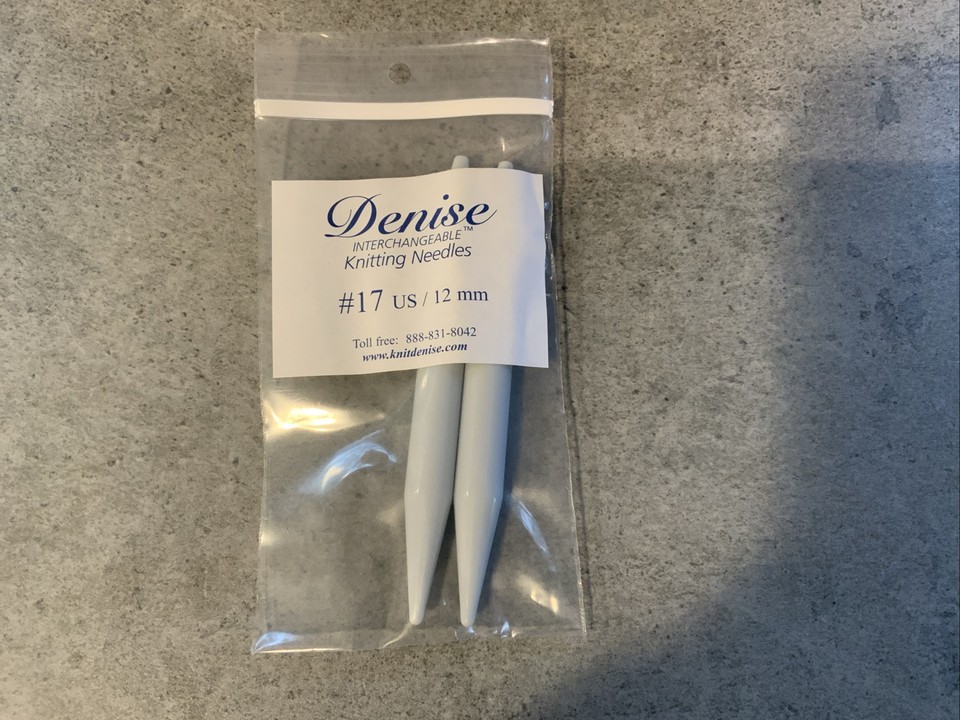 Denise
INTERCHANGEABLE™
Knitting Needles
#17 US / 12 mm
Toll free: 888-831-8042
www.knitdenise.com